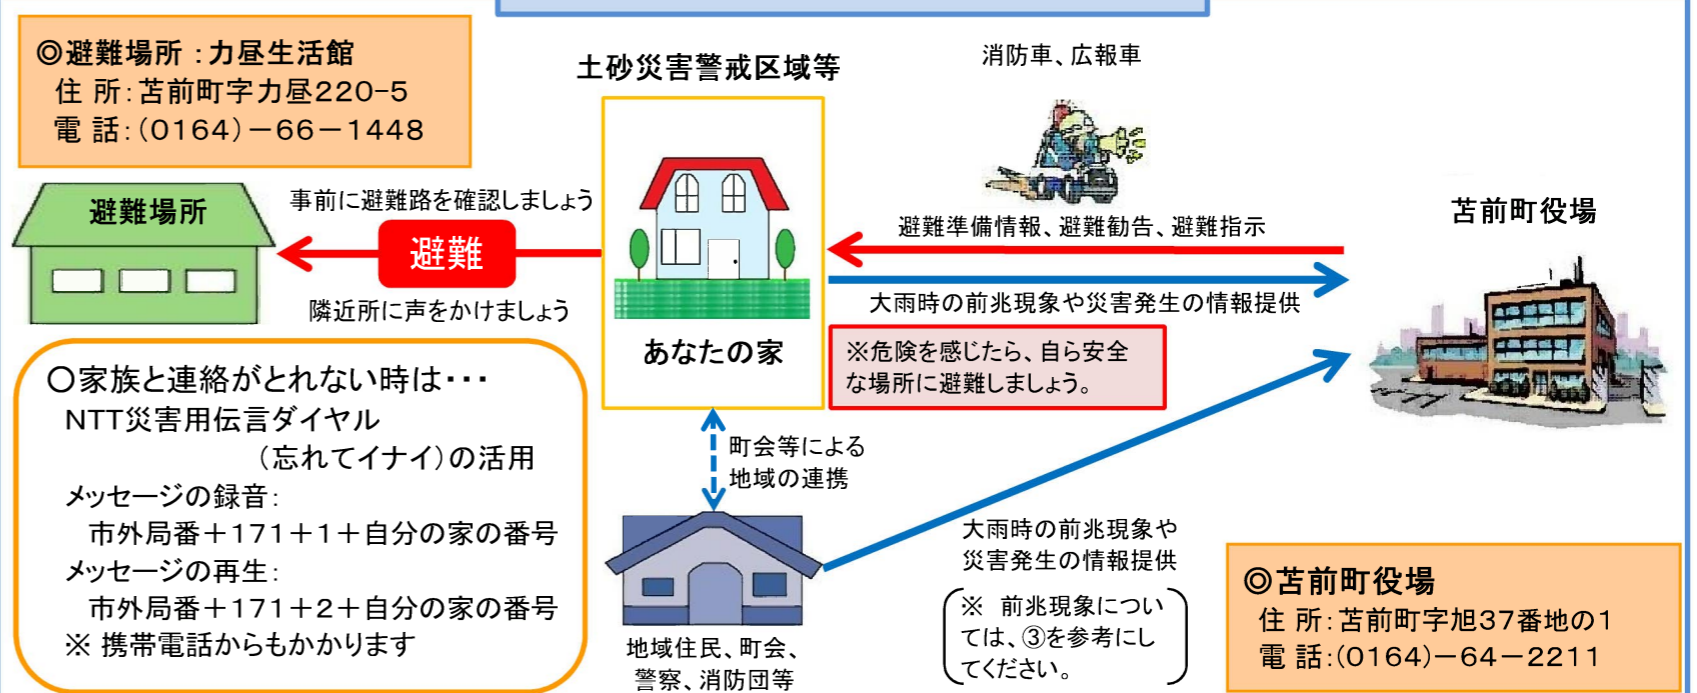 ◎避難場所：力昼生活館
住 所：苫前町字力昼220-5
電 話：(0164)－66－1448
避難場所
事前に避難路を確認しましょう
避難
隣近所に声をかけましょう
土砂災害警戒区域等
あなたの家
消防車、広報車
避難準備情報、避難勧告、避難指示
大雨時の前兆現象や災害発生の情報提供
※危険を感じたら、自ら安全
な場所に避難しましょう。
苫前町役場
〇家族と連絡がとれない時は・・・
NTT災害用伝言ダイヤル
（忘れてイナイ）の活用
メッセージの録音：
市外局番＋171＋1＋自分の家の番号
メッセージの再生：
市外局番＋171＋2＋自分の家の番号
※ 携帯電話からもかかります
町会等による
地域の連携
地域住民、町会、
警察、消防団等
大雨時の前兆現象や
災害発生の情報提供
※ 前兆現象につい
ては、③を参考にし
てください。
◎苫前町役場
住 所：苫前町字旭37番地の1
電 話：(0164)－64－2211